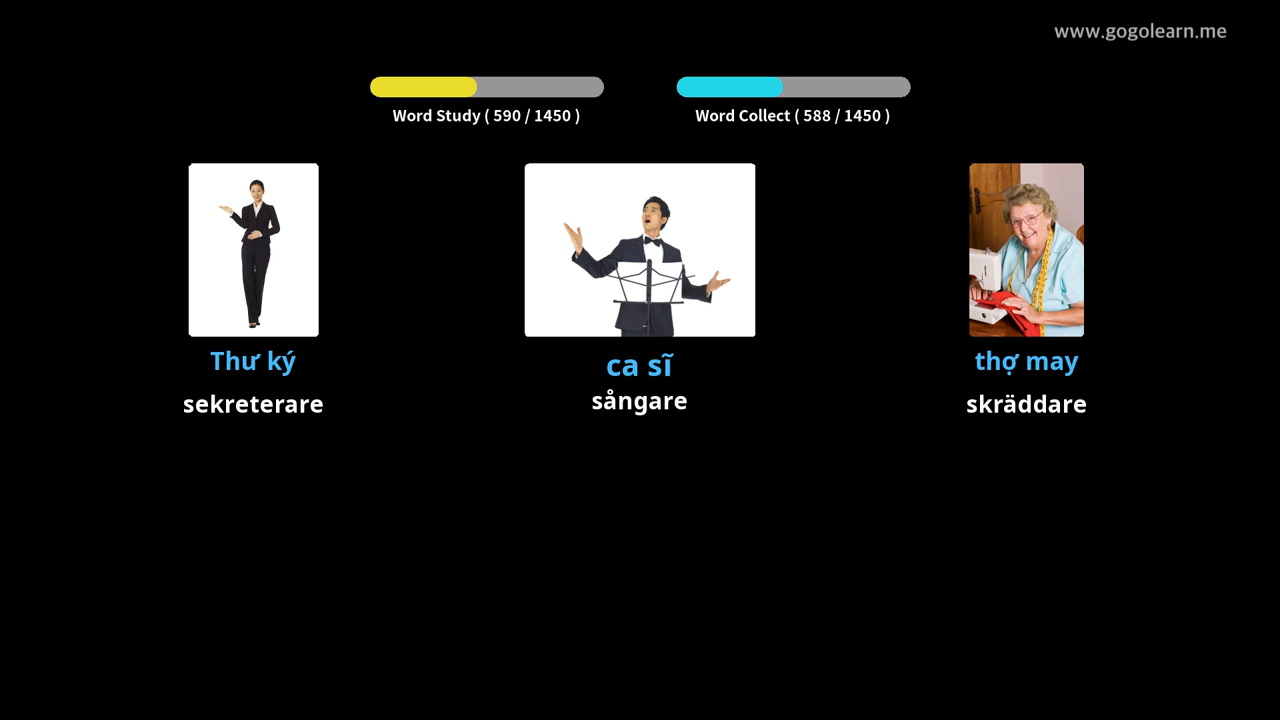 www.gogolearn.me
Word Study ( 590 / 1450 )
Word Collect ( 588 / 1450 )
Thư ký
ca sĩ
thợ may
sekreterare
sångare
skräddare